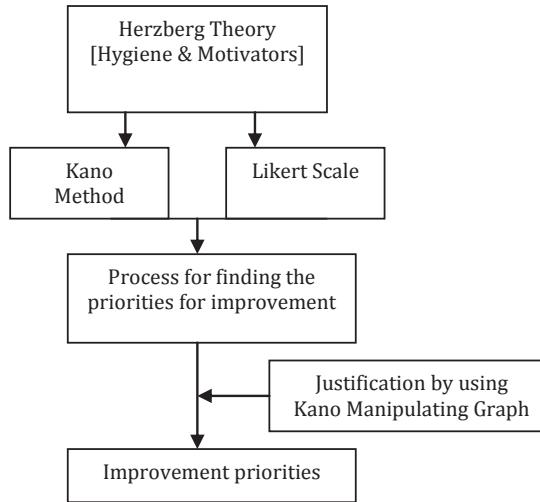 Herzberg Theory
[Hygiene & Motivators]
Kano
Method
Likert Scale
Process for finding the
priorities for improvement
Justification by using
Kano Manipulating Graph
Improvement priorities